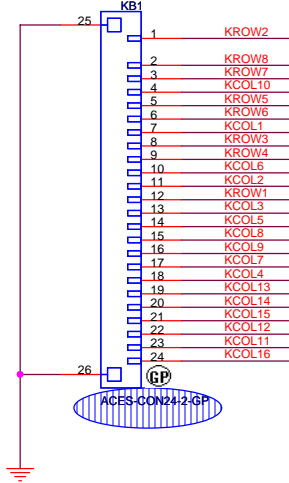 KB1
25
1 KROW2
2 KROW8
3 KROW7
4 KCOL10
5 KROW5
6 KROW6
7 KCOL1
8 KROW3
9 KROW4
10 KCOL6
11 KCOL2
12 KROW1
13 KCOL3
14 KCOL5
15 KCOL8
16 KCOL9
17 KCOL7
18 KCOL4
19 KCOL13
20 KCOL14
21 KCOL15
22 KCOL12
23 KCOL11
24 KCOL16
26
GP
ACES-CON24-2-GP